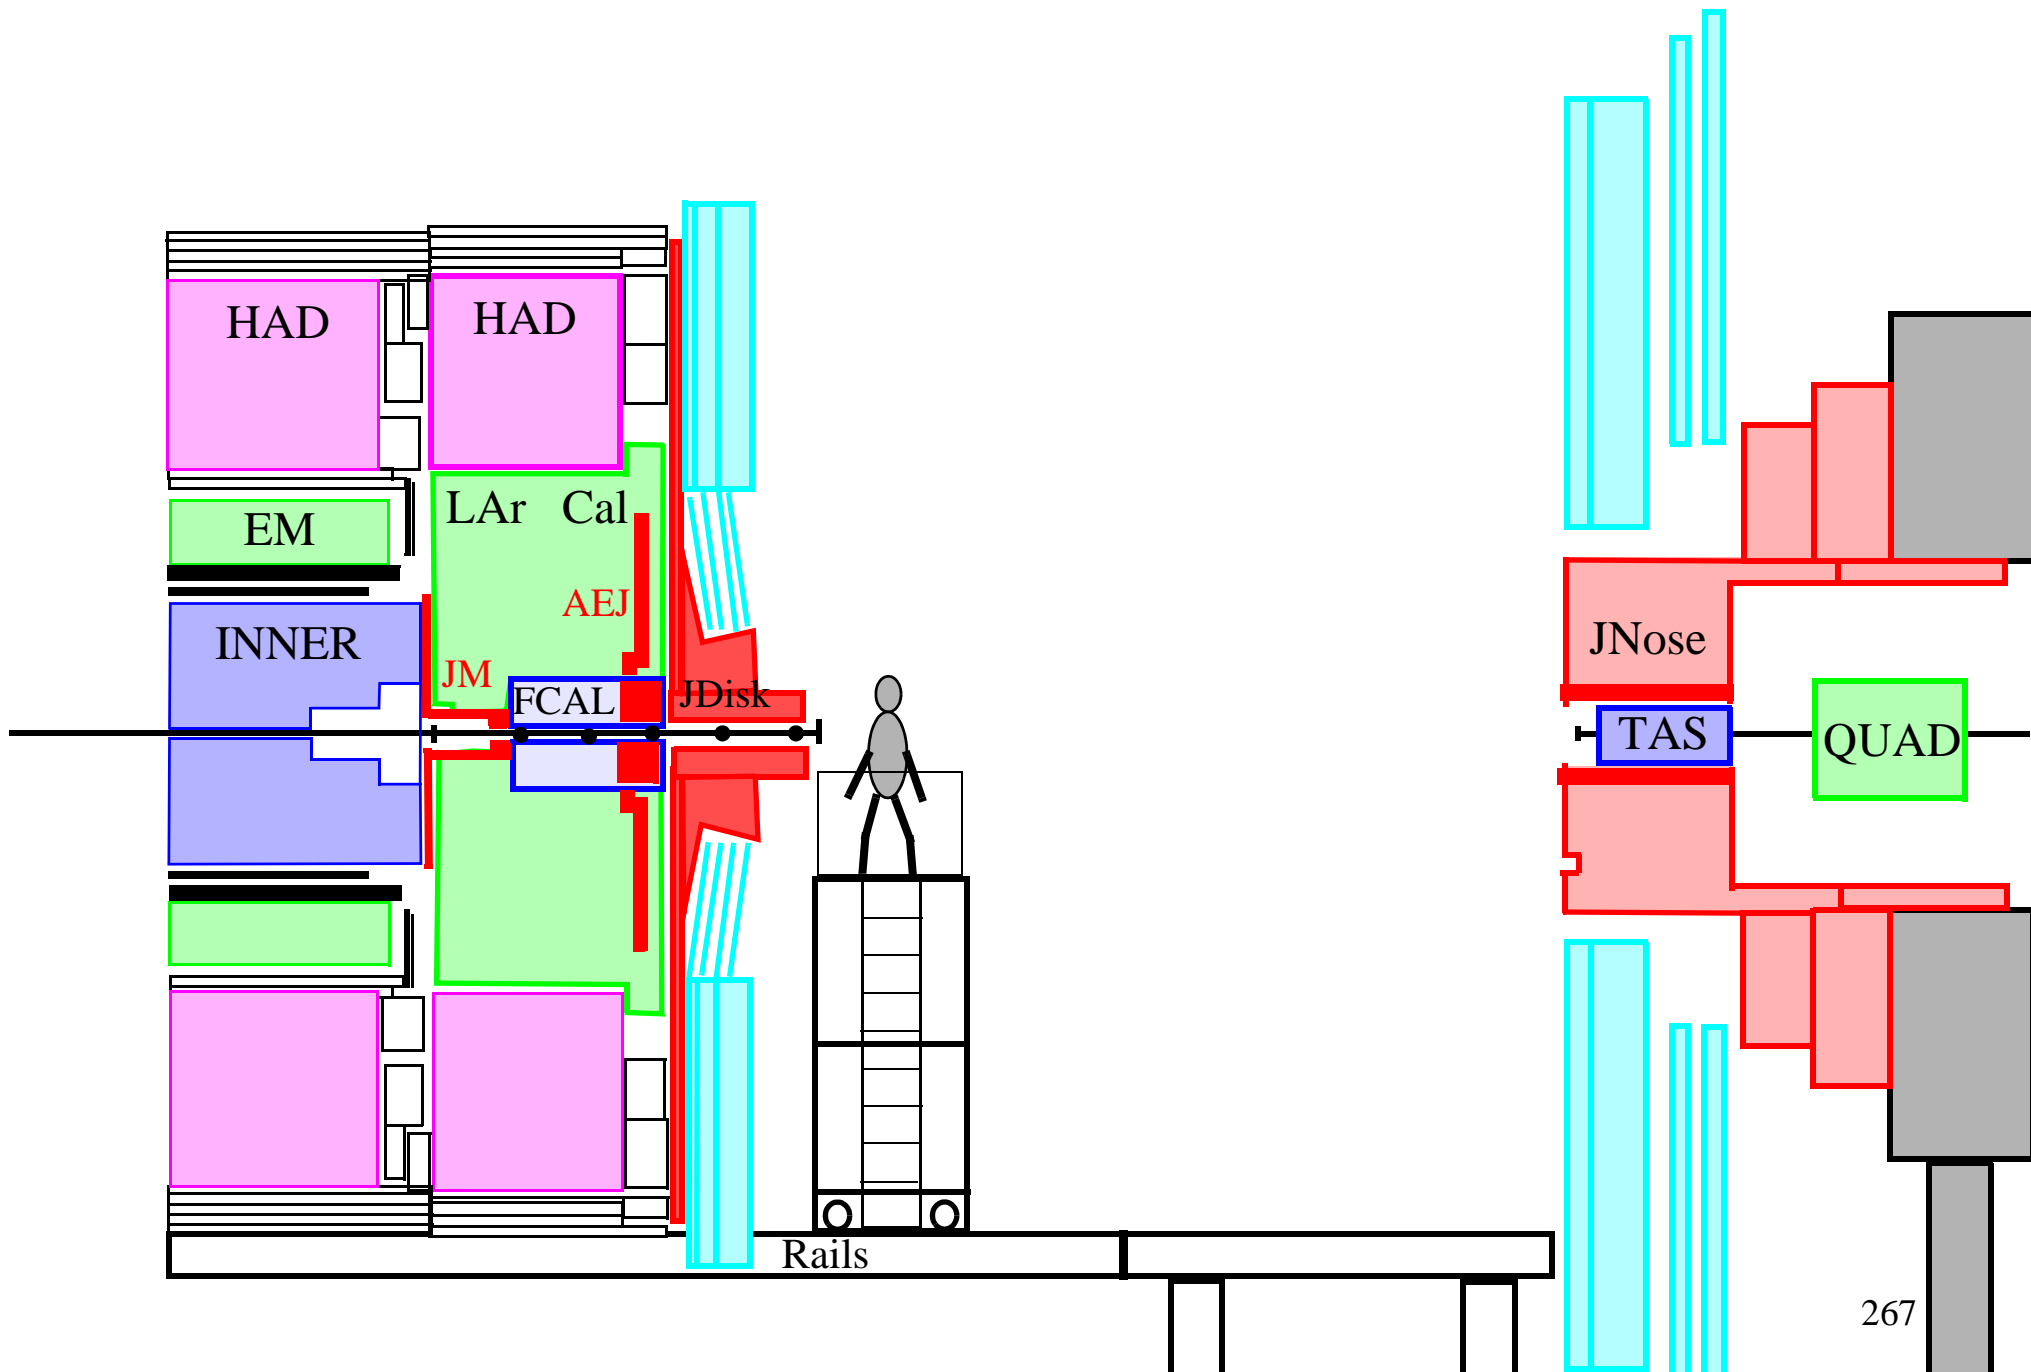 HAD
HAD
LAr Cal
EM
AEJ
INNER
JM
FCAL
JDisk
JNose
TAS
QUAD
Rails
267